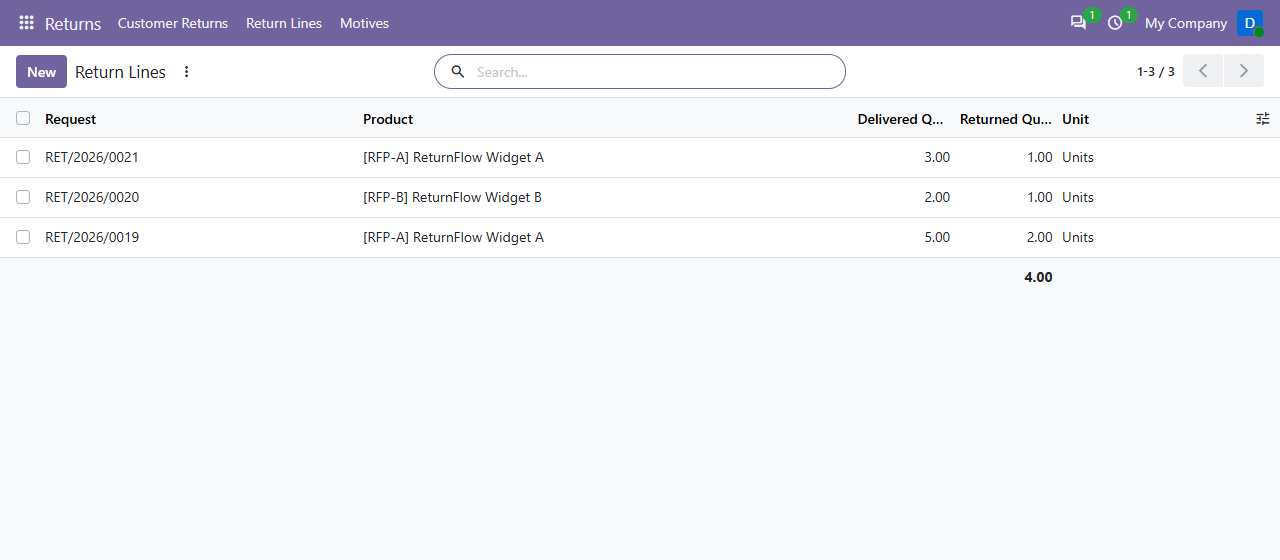 Returns Customer Returns Return Lines Motives 1 1 My Company D
New Return Lines Search... 1-3 / 3
Request Product Delivered Q... Returned Qu... Unit
RET/2026/0021 [RFP-A] ReturnFlow Widget A 3.00 1.00 Units
RET/2026/0020 [RFP-B] ReturnFlow Widget B 2.00 1.00 Units
RET/2026/0019 [RFP-A] ReturnFlow Widget A 5.00 2.00 Units
4.00